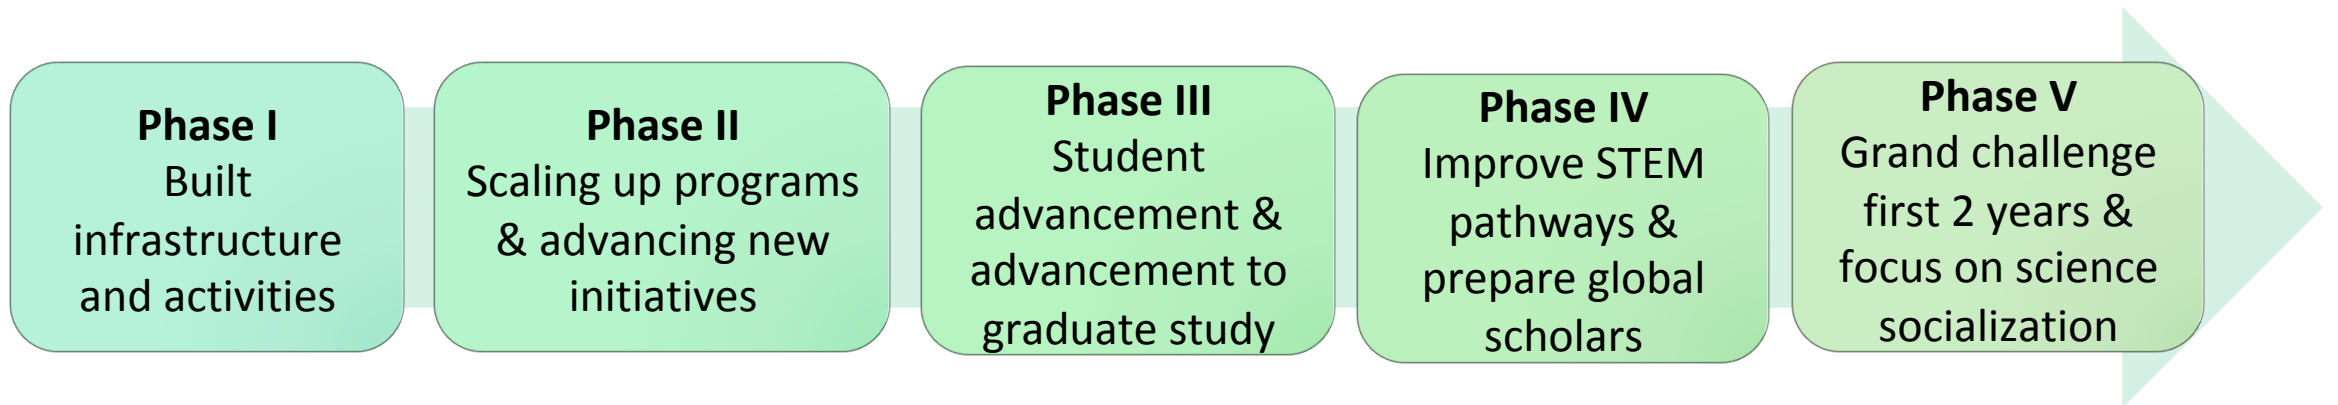 Phase I
Built
infrastructure
and activities
Phase II
Scaling up programs
& advancing new
initiatives
Phase III
Student
advancement &
advancement to
graduate study
Phase IV
Improve STEM
pathways &
prepare global
scholars
Phase V
Grand challenge
first 2 years &
focus on science
socialization